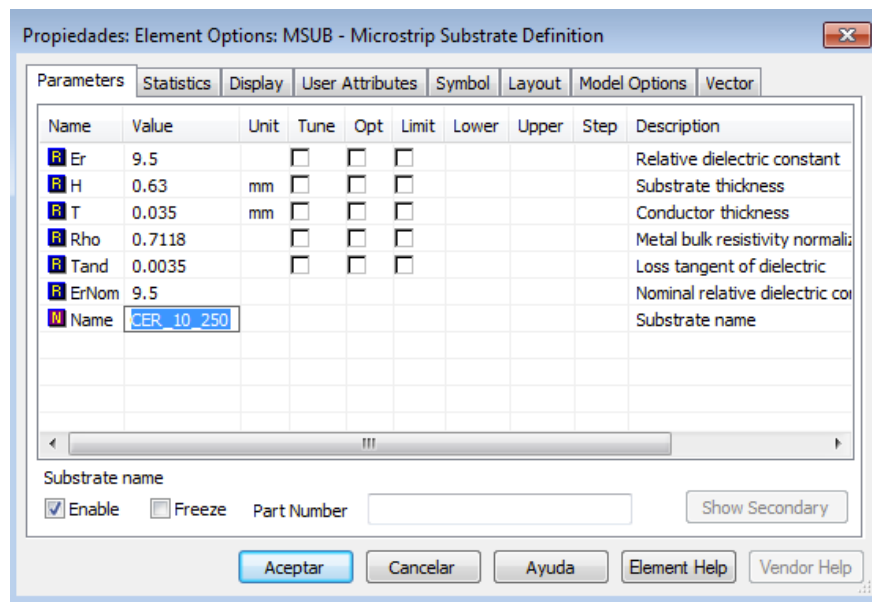 Propiedades: Element Options: MSUB - Microstrip Substrate Definition
Parameters Statistics Display User Attributes Symbol Layout Model Options Vector
Name Value Unit Tune Opt Limit Lower Upper Step Description
R Er 9.5 Relative dielectric constant
R H 0.63 mm Substrate thickness
R T 0.035 mm Conductor thickness
R Rho 0.7118 Metal bulk resistivity normaliz
R Tand 0.0035 Loss tangent of dielectric
R ErNom 9.5 Nominal relative dielectric con
N Name CER_10_250 Substrate name
Substrate name
Enable Freeze Part Number Show Secondary
Aceptar Cancelar Ayuda Element Help Vendor Help